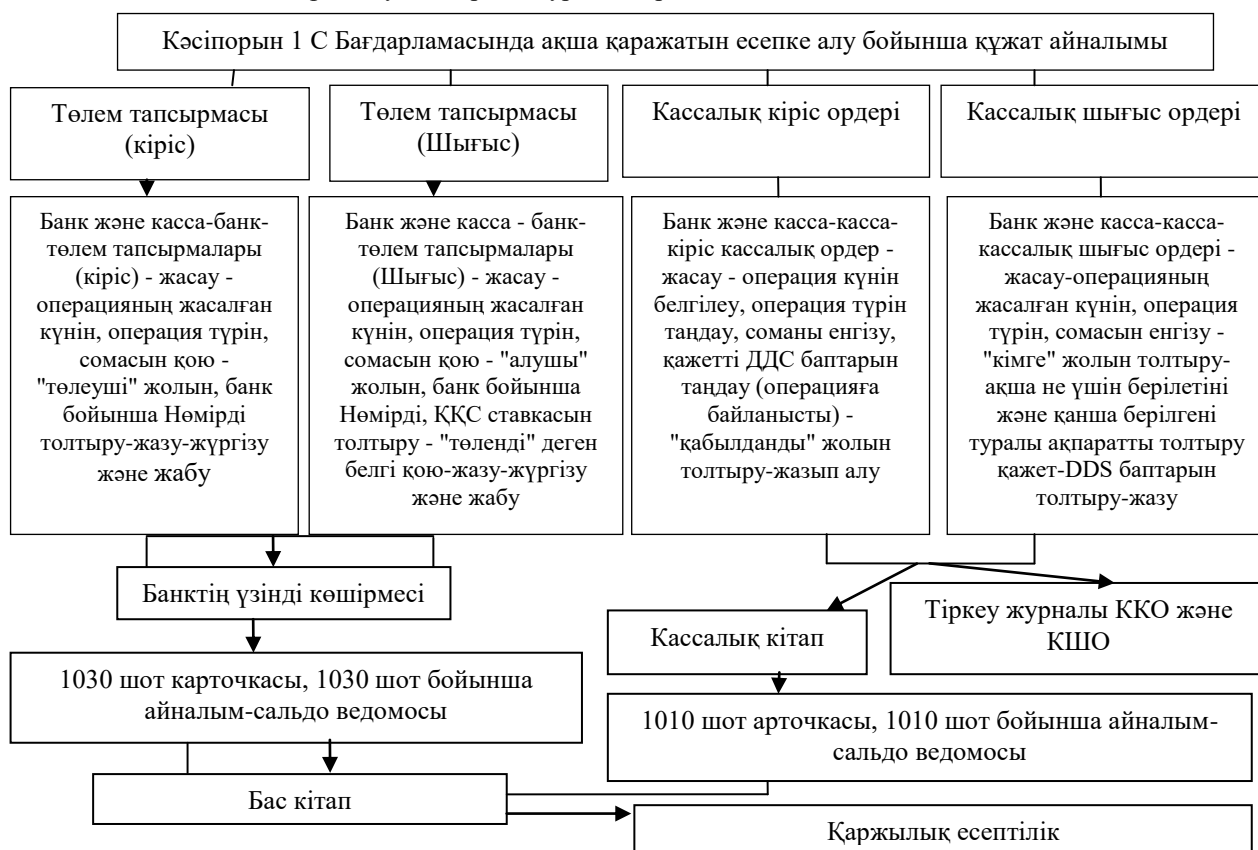 Кәсіпорын 1 С Бағдарламасында ақша қаражатын есепке алу бойынша құжат айналымы
Төлем тапсырмасы
(кіріс)
Төлем тапсырмасы
(Шығыс)
Кассалық кіріс ордері
Кассалық шығыс ордері
Банк және касса-банк-
төлем тапсырмалары
(кіріс) - жасау -
операцияның жасалған
күнін, операция түрін,
сомасын қою -
"төлеуші" жолын, банк
бойынша Нөмірді
толтыру-жазу-жүргізу
және жабу
Банк және касса - банк-
төлем тапсырмалары
(Шығыс) - жасау -
операцияның жасалған
күнін, операция түрін,
сомасын қою - "алушы"
жолын, банк бойынша
Нөмірді, ҚҚС ставкасын
толтыру - "төленді" деген
белгі қою-жазу-жүргізу
және жабу
Банк және касса-касса-
кіріс кассалық ордер -
жасау - операция күнін
белгілеу, операция түрін
таңдау, соманы енгізу,
қажетті ДДС баптарын
таңдау (операцияға
байланысты) -
"қабылданды" жолын
толтыру-жазып алу
Банк және касса-касса-
кассалық шығыс ордері -
жасау-операцияның
жасалған күнін, операция
түрін, сомасын енгізу -
"кімге" жолын толтыру-
ақша не үшін берілетіні
және қанша берілгені
туралы ақпаратты толтыру
қажет-DDS баптарын
толтыру-жазу
Банктің үзінді көшірмесі
Кассалық кітап
Тіркеу журналы ККО және
КШО
1030 шот карточкасы, 1030 шот бойынша
айналым-сальдо ведомосы
1010 шот арточкасы, 1010 шот бойынша айналым-
сальдо ведомосы
Бас кітап
Қаржылық есептілік